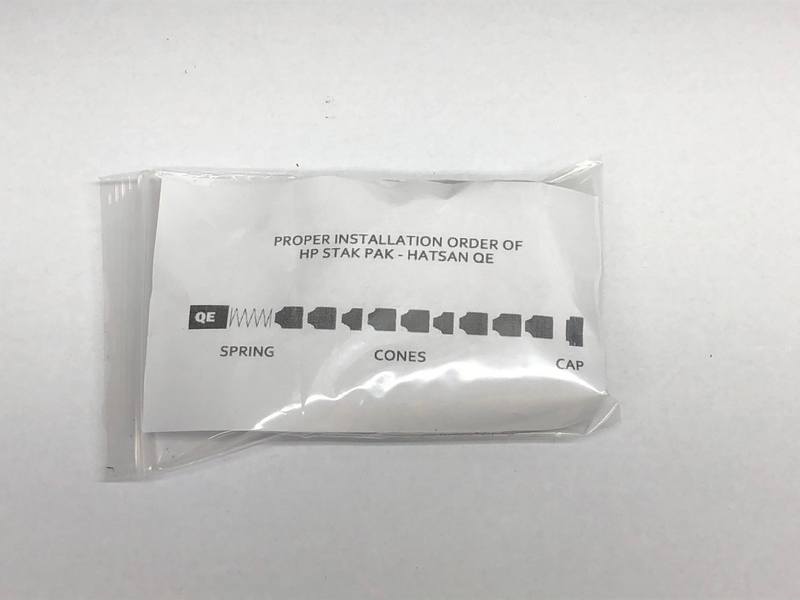 PROPER INSTALLATION ORDER OF
HP STAK PAK - HATSAN QE
QE
SPRING
CONES
CAP